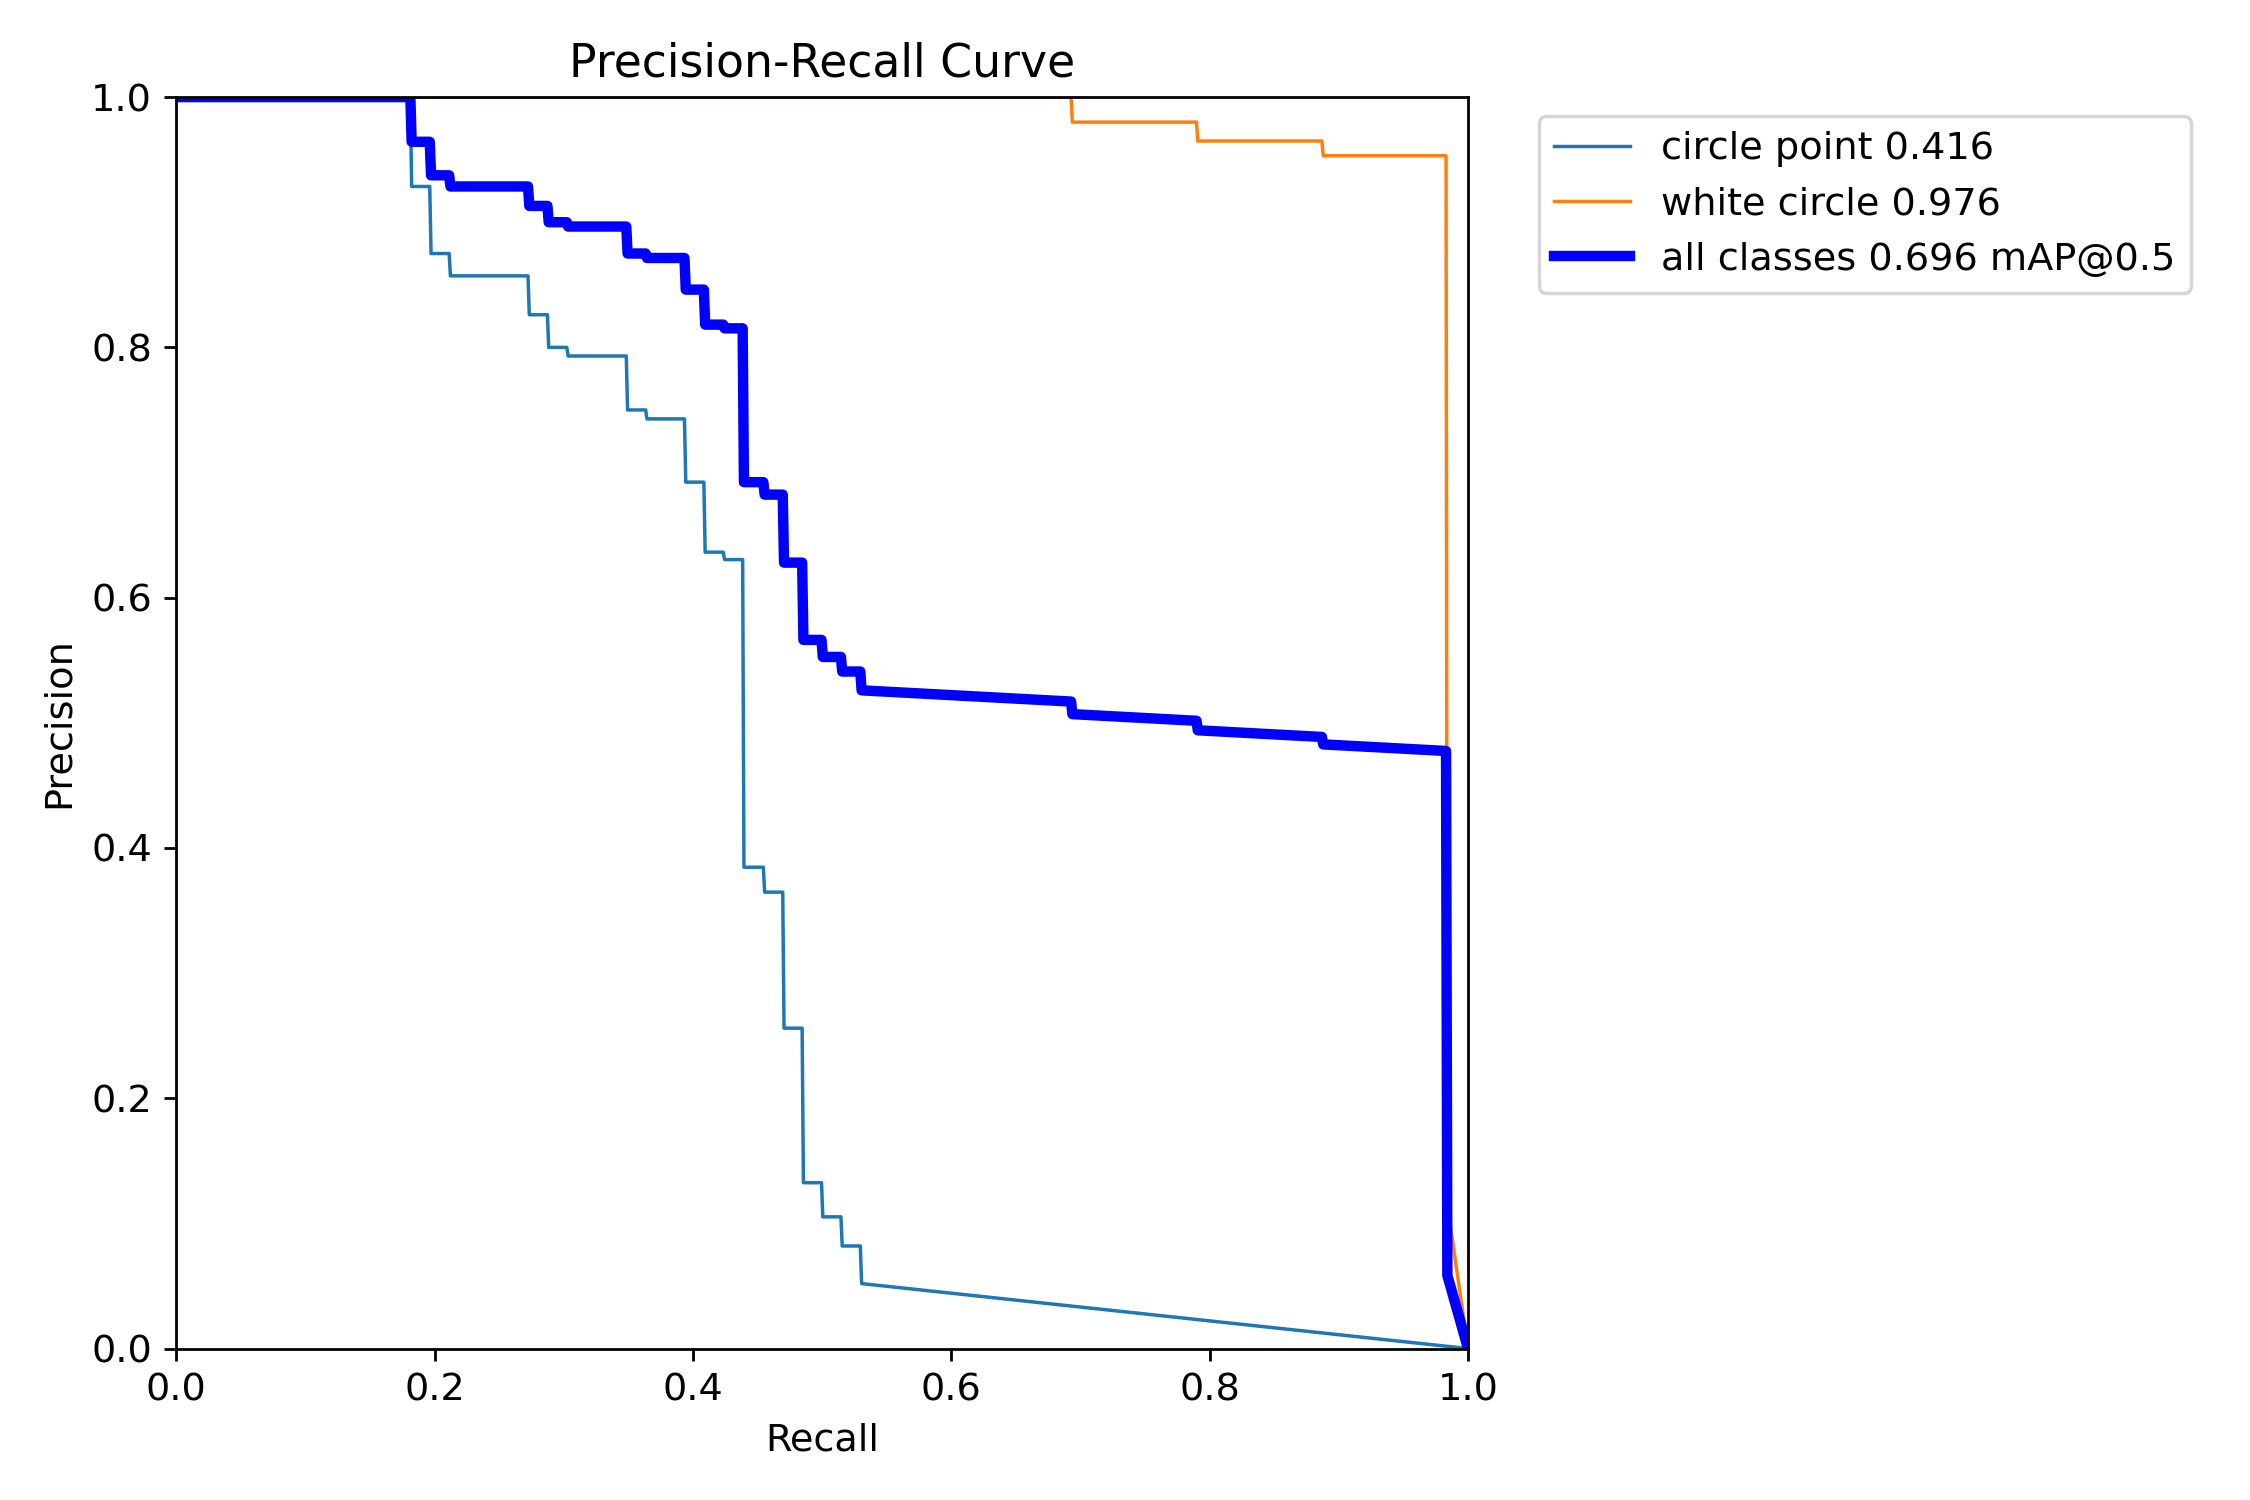 Precision-Recall Curve
circle point 0.416
white circle 0.976
all classes 0.696 mAP@0.5
Precision
1.0
0.8
0.6
0.4
0.2
0.0
0.0 0.2 0.4 0.6 0.8 1.0
Recall